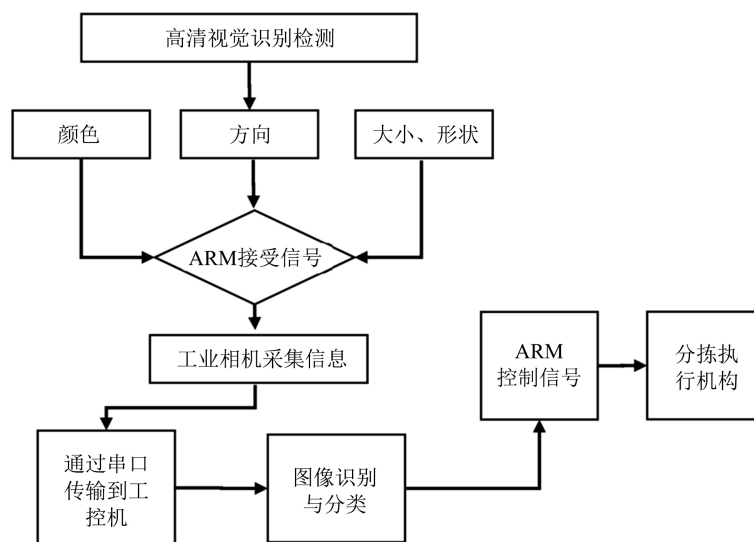 高清视觉识别检测
颜色
方向
大小、形状
ARM接受信号
工业相机采集信息
ARM
控制信号
分拣执
行机构
通过串口
传输到工
控机
图像识别
与分类